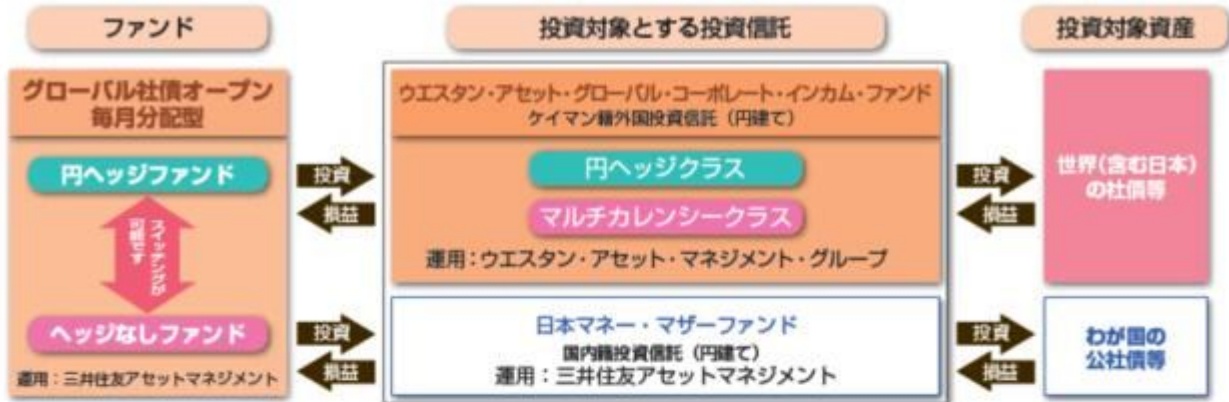 ファンド
投資対象とする投資信託
投資対象資産
グローバル社債オープン
毎月分配型
円ヘッジファンド
スイッチングが
可能です
ヘッジなしファンド
運用：三井住友アセットマネジメント
投資
損益
投資
損益
ウエスタン・アセット・グローバル・コーポレート・インカム・ファンド
ケイマン籍外国投資信託（円建て）
円ヘッジクラス
マルチカレンシークラス
運用：ウエスタン・アセット・マネジメント・グループ
日本マネー・マザーファンド
国内籍投資信託（円建て）
運用：三井住友アセットマネジメント
投資
損益
投資
損益
世界（含む日本）
の社債等
わが国の
公社債等